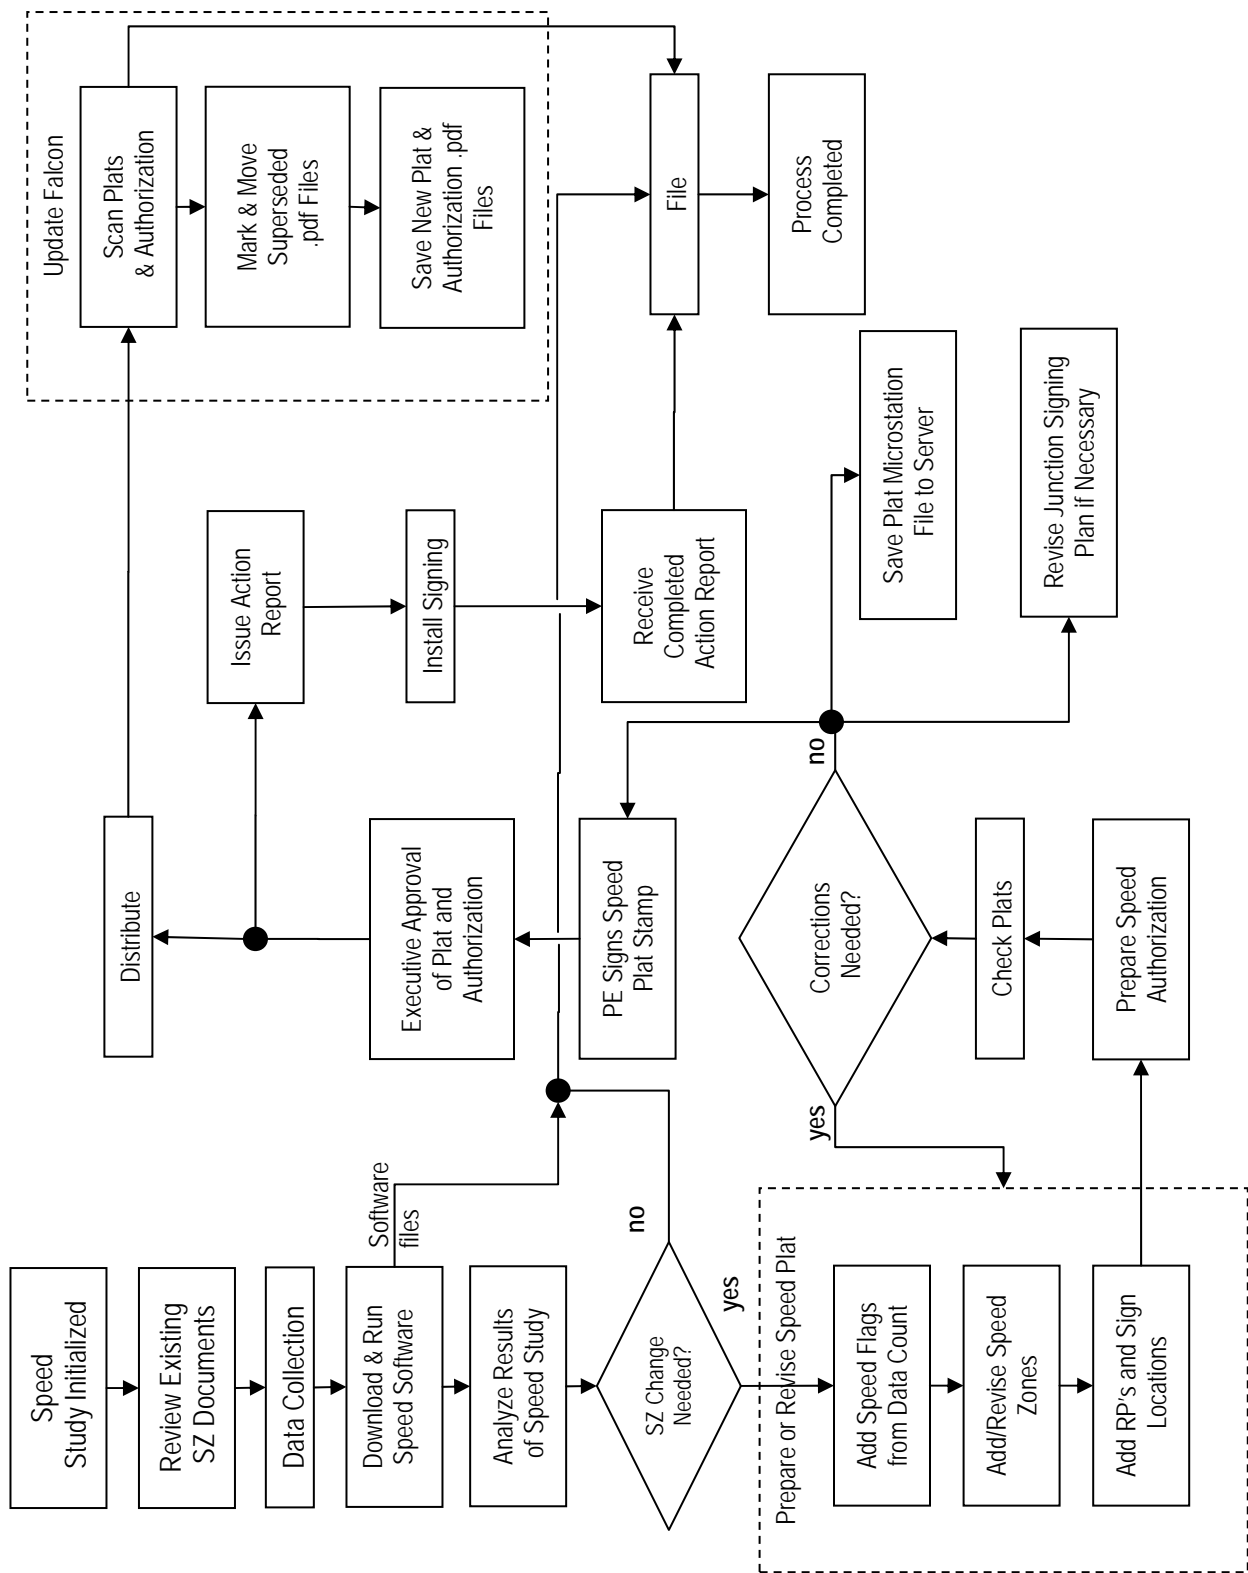 Speed
Study Initialized
Review Existing
SZ Documents
Data Collection
Download & Run
Speed Software
Software
files
Analyze Results
of Speed Study
SZ Change
Needed?
no
yes
Prepare or Revise Speed Plat
Add Speed Flags
from Data Count
Add/Revise Speed
Zones
Add RP's and Sign
Locations
Prepare Speed
Authorization
Check Plats
Corrections
Needed?
yes
no
PE Signs Speed
Plat Stamp
Executive Approval
of Plat and
Authorization
Distribute
Issue Action
Report
Install Signing
Receive
Completed
Action Report
Save Plat Microstation
File to Server
Revise Junction Signing
Plan if Necessary
Update Falcon
Scan Plats
& Authorization
Mark & Move
Superseded
.pdf Files
Save New Plat &
Authorization .pdf
Files
File
Process
Completed